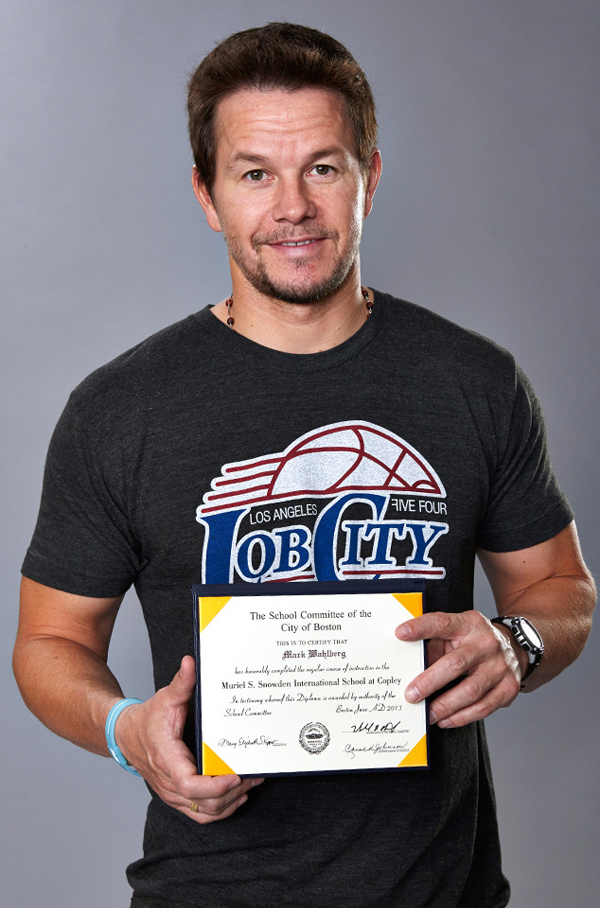 LOS ANGELES FIVE FOUR
LOB CITY
The School Committee of the
City of Boston
THIS IS TO CERTIFY THAT
Mark Wahlberg
has honorably completed the regular course of instruction in the
Muriel S. Snowden International School at Copley
In testimony whereof this Diploma is awarded by authority of the
School Committee
Boston June A.D 2013